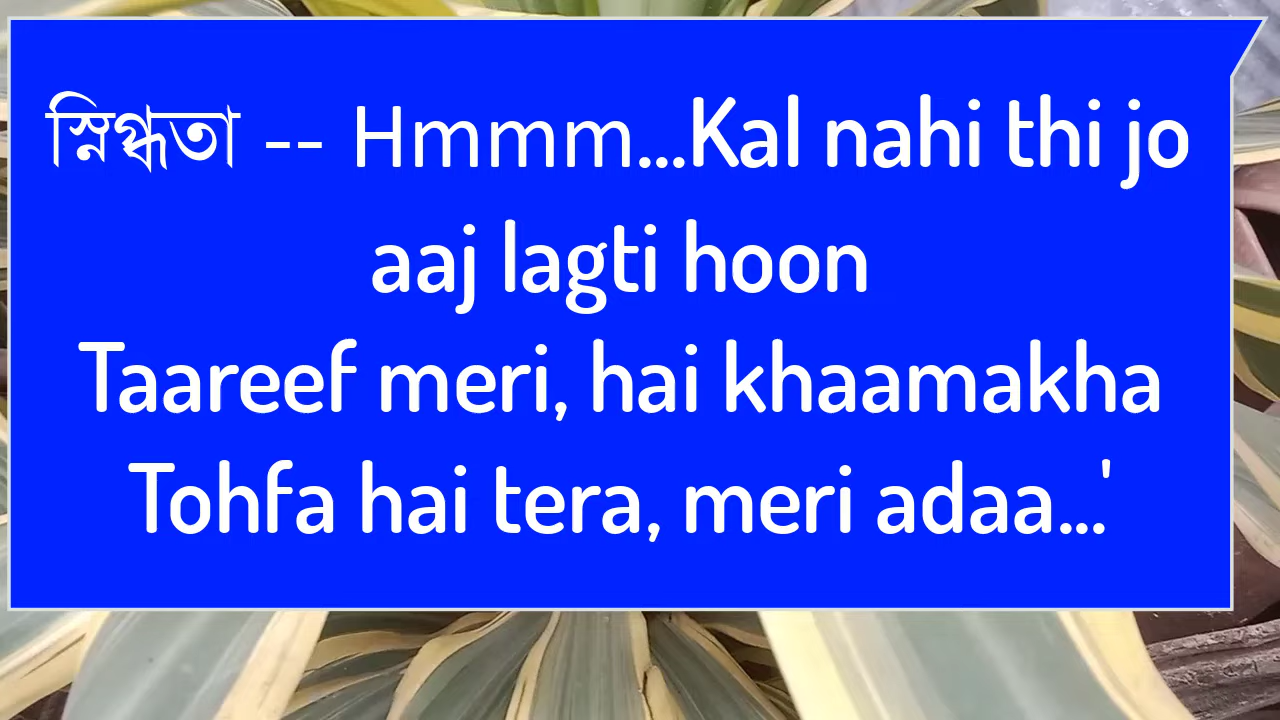 স্নিগ্ধতা -- Hmmm...Kal nahi thi jo
aaj lagti hoon
Taareef meri, hai khaamakha
Tohfa hai tera, meri adaa...'